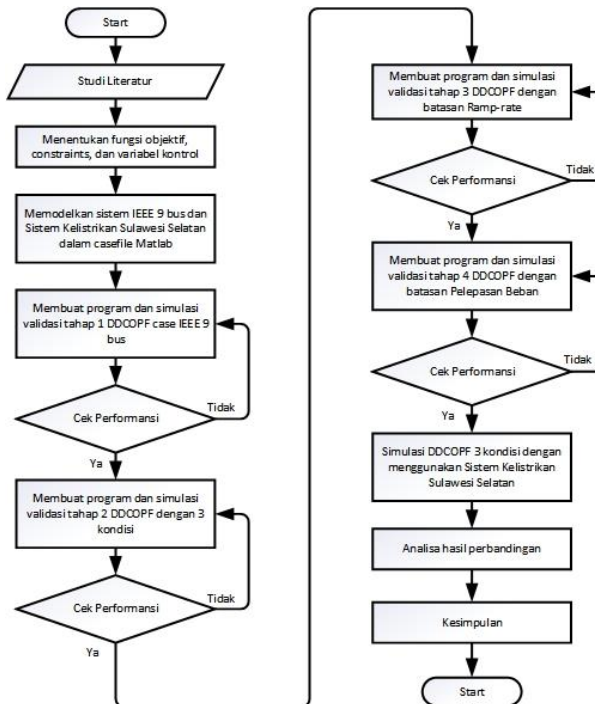 Start
Studi Literatur
Menentukan fungsi objektif,
constraints, dan variabel kontrol
Memodelkan sistem IEEE 9 bus dan
Sistem Kelistrikan Sulawesi Selatan
dalam casefile Matlab
Membuat program dan simulasi
validasi tahap 1 DDCOPF case IEEE 9
bus
Cek Performansi
Tidak
Ya
Membuat program dan simulasi
validasi tahap 2 DDCOPF dengan 3
kondisi
Cek Performansi
Tidak
Ya
Membuat program dan simulasi
validasi tahap 3 DDCOPF dengan
batasan Ramp-rate
Cek Performansi
Tidak
Ya
Membuat program dan simulasi
validasi tahap 4 DDCOPF dengan
batasan Pelepasan Beban
Cek Performansi
Tidak
Ya
Simulasi DDCOPF 3 kondisi dengan
menggunakan Sistem Kelistrikan
Sulawesi Selatan
Analisa hasil perbandingan
Kesimpulan
Start